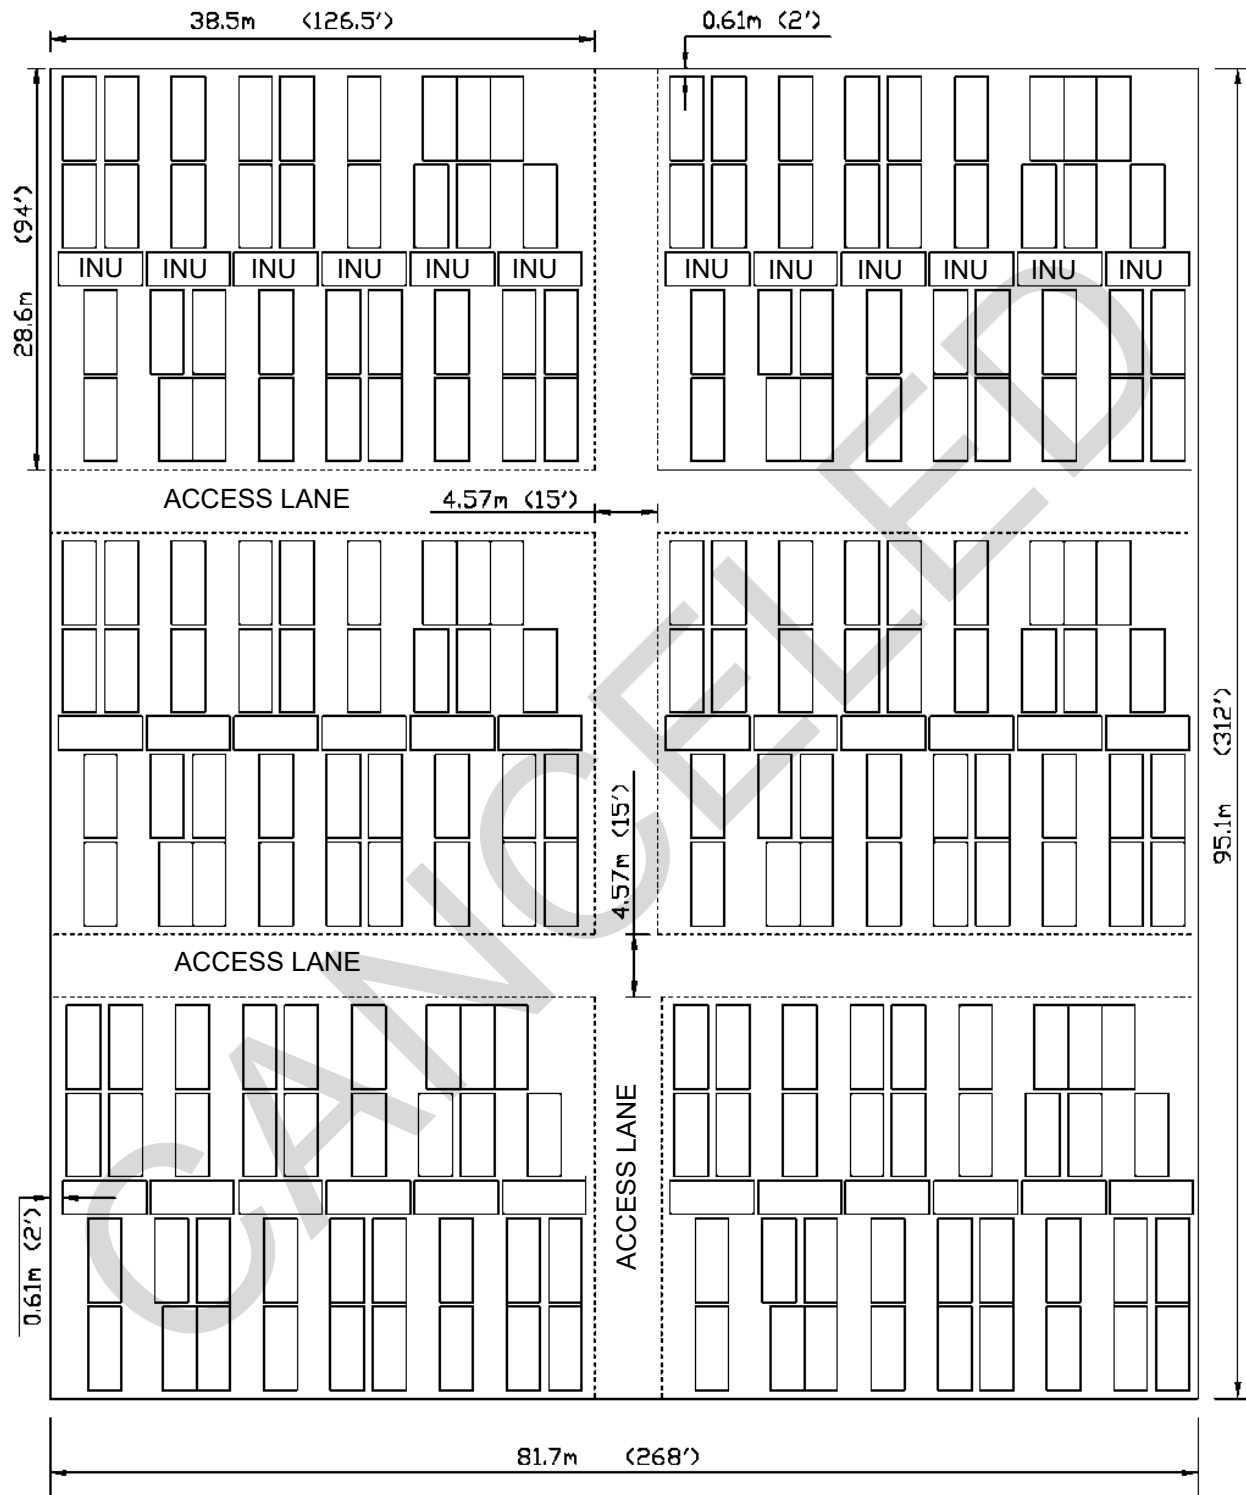 38.5m (126.5')
0.61m (2')
28.6m (94')
INU INU INU INU INU INU
INU INU INU INU INU INU
ACCESS LANE
4.57m (15')
95.1m (312')
4.57m (15')
ACCESS LANE
ACCESS LANE
0.61m (2')
81.7m (268')
CANCELED